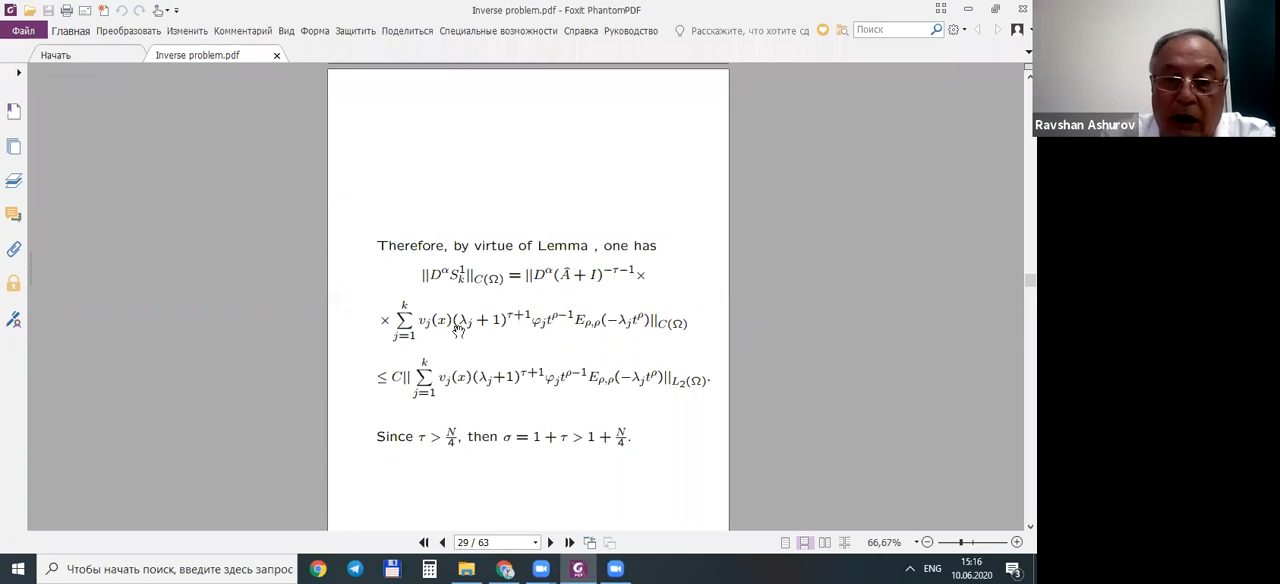 Inverse problem.pdf - Foxit PhantomPDF
Файл Главная Преобразовать Изменить Комментарий Вид Форма Защитить Поделиться Специальные возможности Справка Руководство Расскажите, что хотите сд Поиск
Начать Inverse problem.pdf
Ravshan Ashurov
Therefore, by virtue of Lemma , one has
||D^α S_k^1||_{C(Ω)} = ||D^α(Â + I)^{−τ−1} ×
× ∑_{j=1}^k v_j(x)(λ_j + 1)^{τ+1} φ_j t^{ρ−1} E_{ρ,ρ}(−λ_j t^ρ)||_{C(Ω)}
≤ C|| ∑_{j=1}^k v_j(x)(λ_j+1)^{τ+1} φ_j t^{ρ−1} E_{ρ,ρ}(−λ_j t^ρ)||_{L_2(Ω)}.
Since τ > N/4, then σ = 1 + τ > 1 + N/4.
29 / 63 66,67%
Чтобы начать поиск, введите здесь запрос ENG 15:16
10.06.2020 3